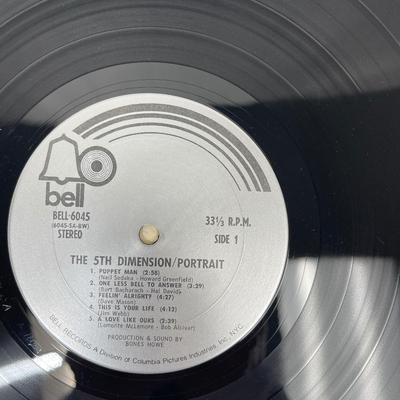 bell
BELL-6045
(6045-SA-BW)
STEREO
33⅓ R.P.M.
SIDE 1
THE 5TH DIMENSION/PORTRAIT
1. PUPPET MAN (2:58)
(Neil Sedaka - Howard Greenfield)
2. ONE LESS BELL TO ANSWER (3:29)
(Burt Bacharach - Hal David)
3. FEELIN' ALRIGHT? (4:27)
(Dave Mason)
4. THIS IS YOUR LIFE (4:12)
(Jim Webb)
5. A LOVE LIKE OURS (2:39)
(Lamonte McLemore - Bob Alcivar)
PRODUCTION & SOUND BY
BONES HOWE
BELL RECORDS A Division of Columbia Pictures Industries, Inc. NYC.